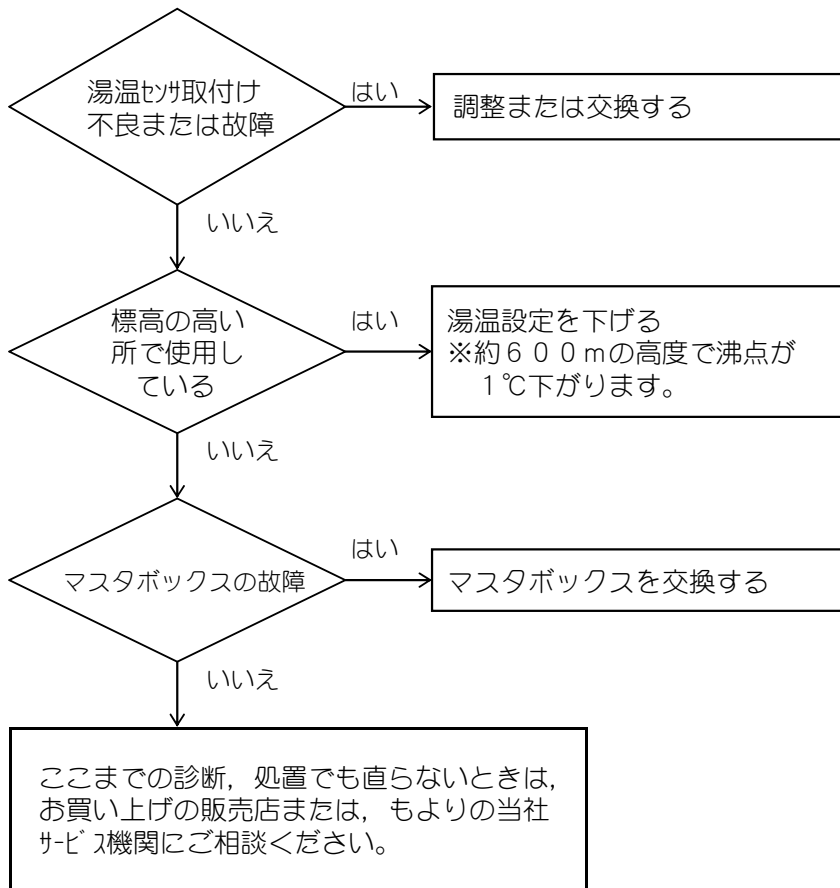 湯温ｾﾝｻ取付け
不良または故障
はい
調整または交換する
いいえ
標高の高い
所で使用し
ている
はい
湯温設定を下げる
※約６００ｍの高度で沸点が
１℃下がります。
いいえ
マスタボックスの故障
はい
マスタボックスを交換する
いいえ
ここまでの診断，処置でも直らないときは，
お買い上げの販売店または，もよりの当社
ｻｰﾋﾞｽ機関にご相談ください。